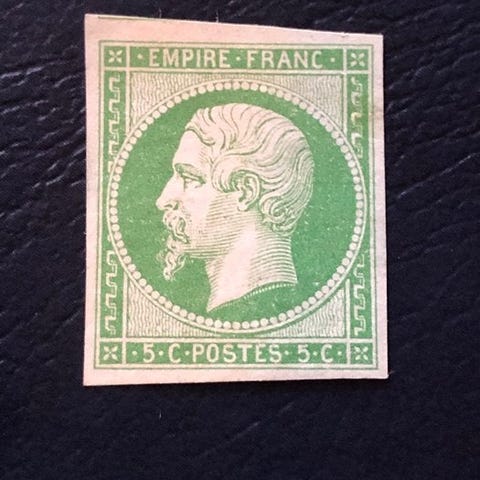 · EMPIRE · FRANC ·
· 5 · C · POSTES · 5 · C ·